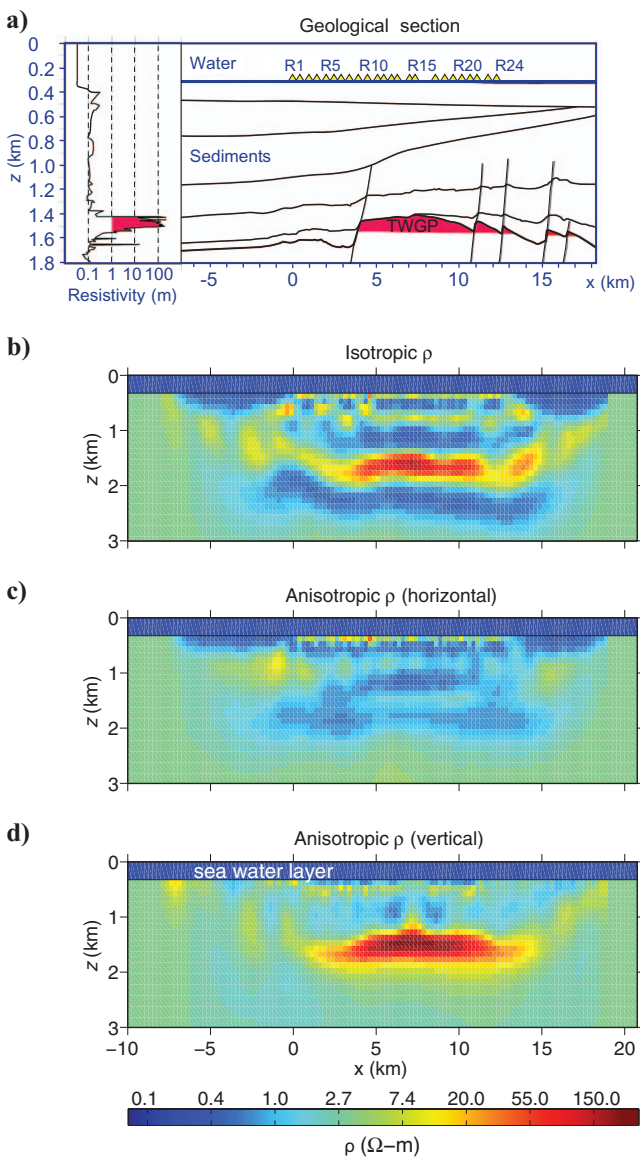 a)
Geological section
0
0.2
0.4
0.6
0.8
1.0
1.2
1.4
1.6
1.8
z (km)
Water
R1 R5 R10 R15 R20 R24
Sediments
TWGP
0.1 1 10 100
Resistivity (m)
-5 0 5 10 15 x (km)
b)
Isotropic ρ
0
1
2
3
z (km)
c)
Anisotropic ρ (horizontal)
0
1
2
3
z (km)
d)
Anisotropic ρ (vertical)
sea water layer
0
1
2
3
z (km)
−10 −5 0 5 10 15 20
x (km)
0.1 0.4 1.0 2.7 7.4 20.0 55.0 150.0
ρ (Ω−m)